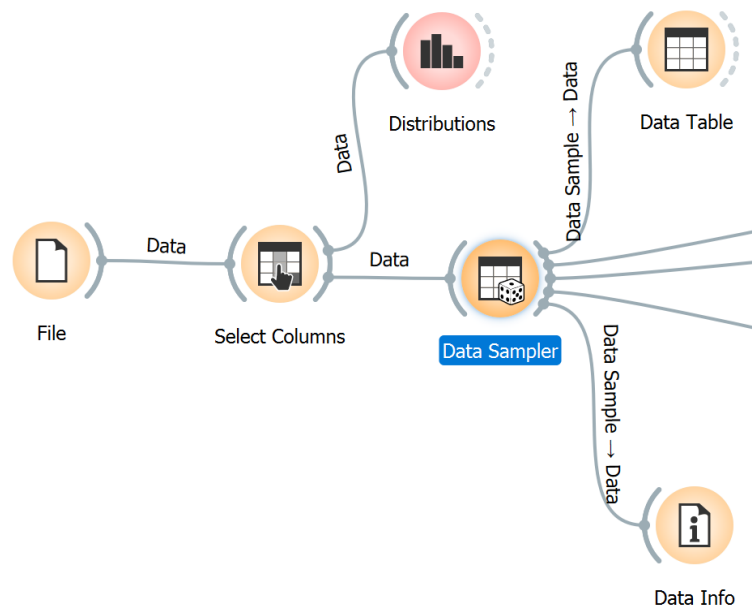 Distributions
Data Table
Data
Data Sample → Data
Data
Data
File
Select Columns
Data Sampler
Data Sample → Data
Data Info